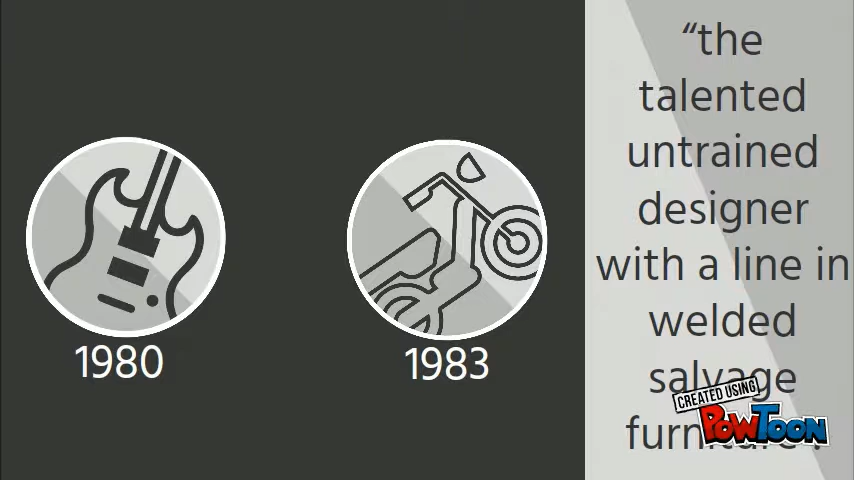 1980
1983
“the
talented
untrained
designer
with a line in
welded
salvage
CREATED USING
POWTOON